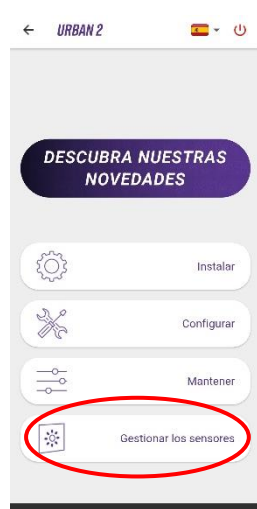 URBAN 2
DESCUBRA NUESTRAS
NOVEDADES
Instalar
Configurar
Mantener
Gestionar los sensores